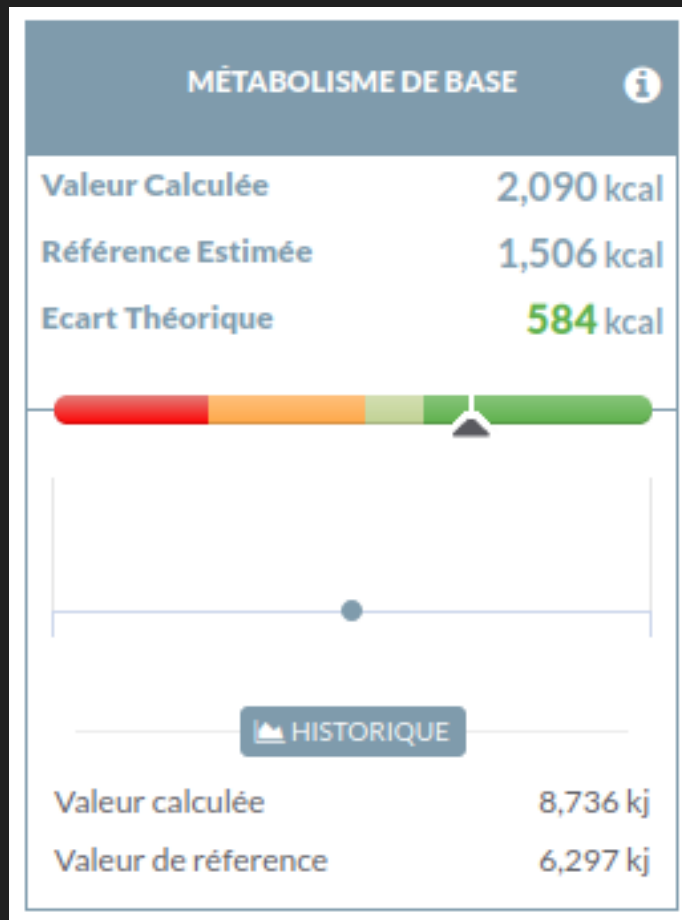 MÉTABOLISME DE BASE
Valeur Calculée 2,090 kcal
Référence Estimée 1,506 kcal
Ecart Théorique 584 kcal
HISTORIQUE
Valeur calculée 8,736 kj
Valeur de réference 6,297 kj